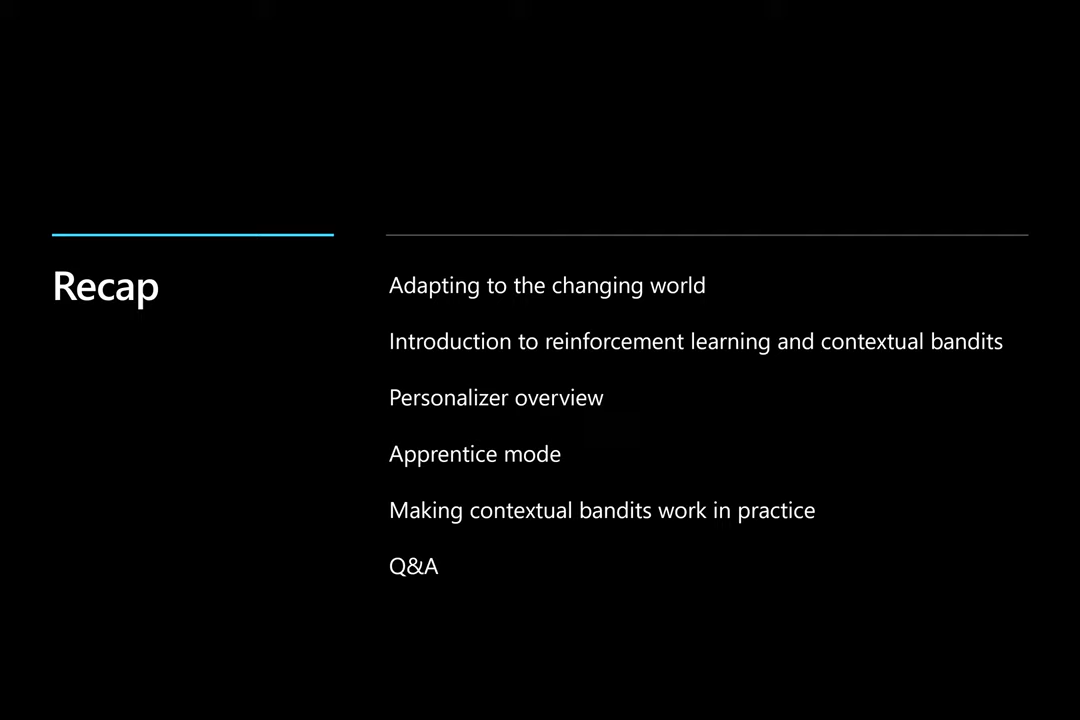 Recap
Adapting to the changing world
Introduction to reinforcement learning and contextual bandits
Personalizer overview
Apprentice mode
Making contextual bandits work in practice
Q&A